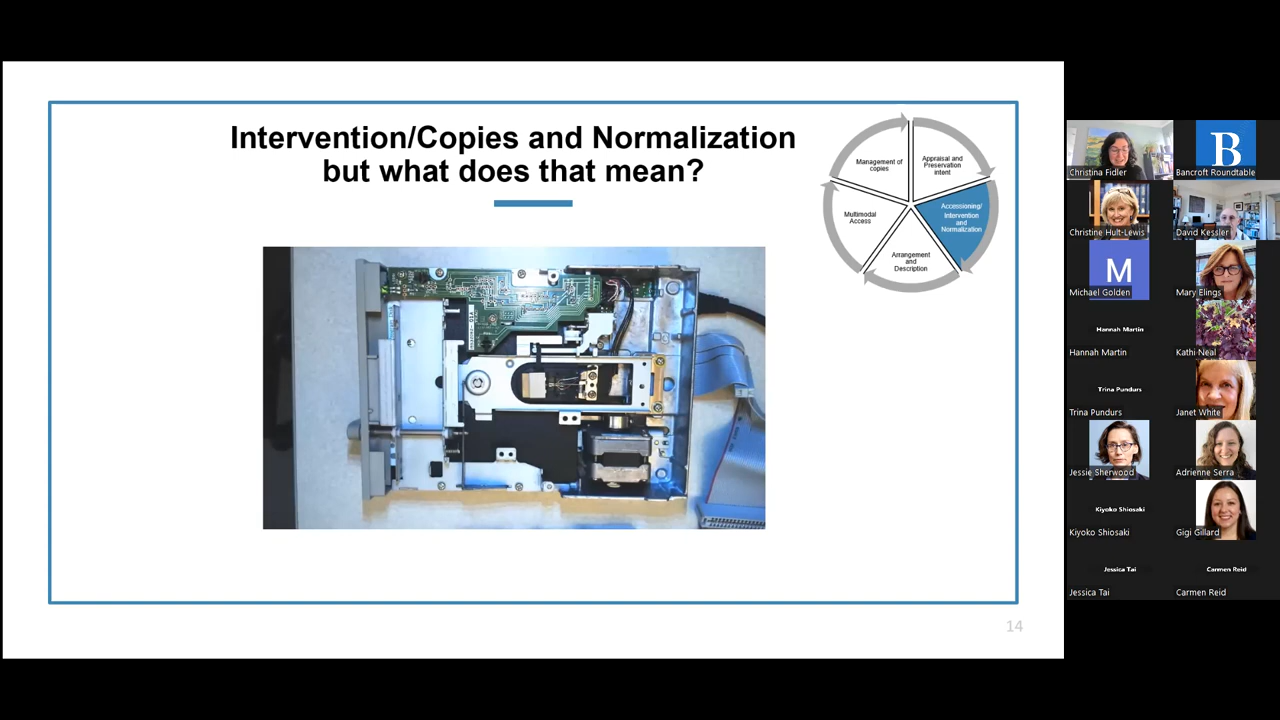 Intervention/Copies and Normalization
but what does that mean?
Management of
copies
Appraisal and
Preservation
intent
Accessioning/
Intervention
and
Normalization
Arrangement
and
Description
Multimodal
Access
14
Christina Fidler
B
Bancroft Roundtable
Christine Hult-Lewis
David Kessler
M
Michael Golden
Mary Elings
Hannah Martin
Hannah Martin
Kathi Neal
Trina Pundurs
Trina Pundurs
Janet White
Jessie Sherwood
Adrienne Serra
Kiyoko Shiosaki
Kiyoko Shiosaki
Gigi Gillard
Jessica Tai
Jessica Tai
Carmen Reid
Carmen Reid